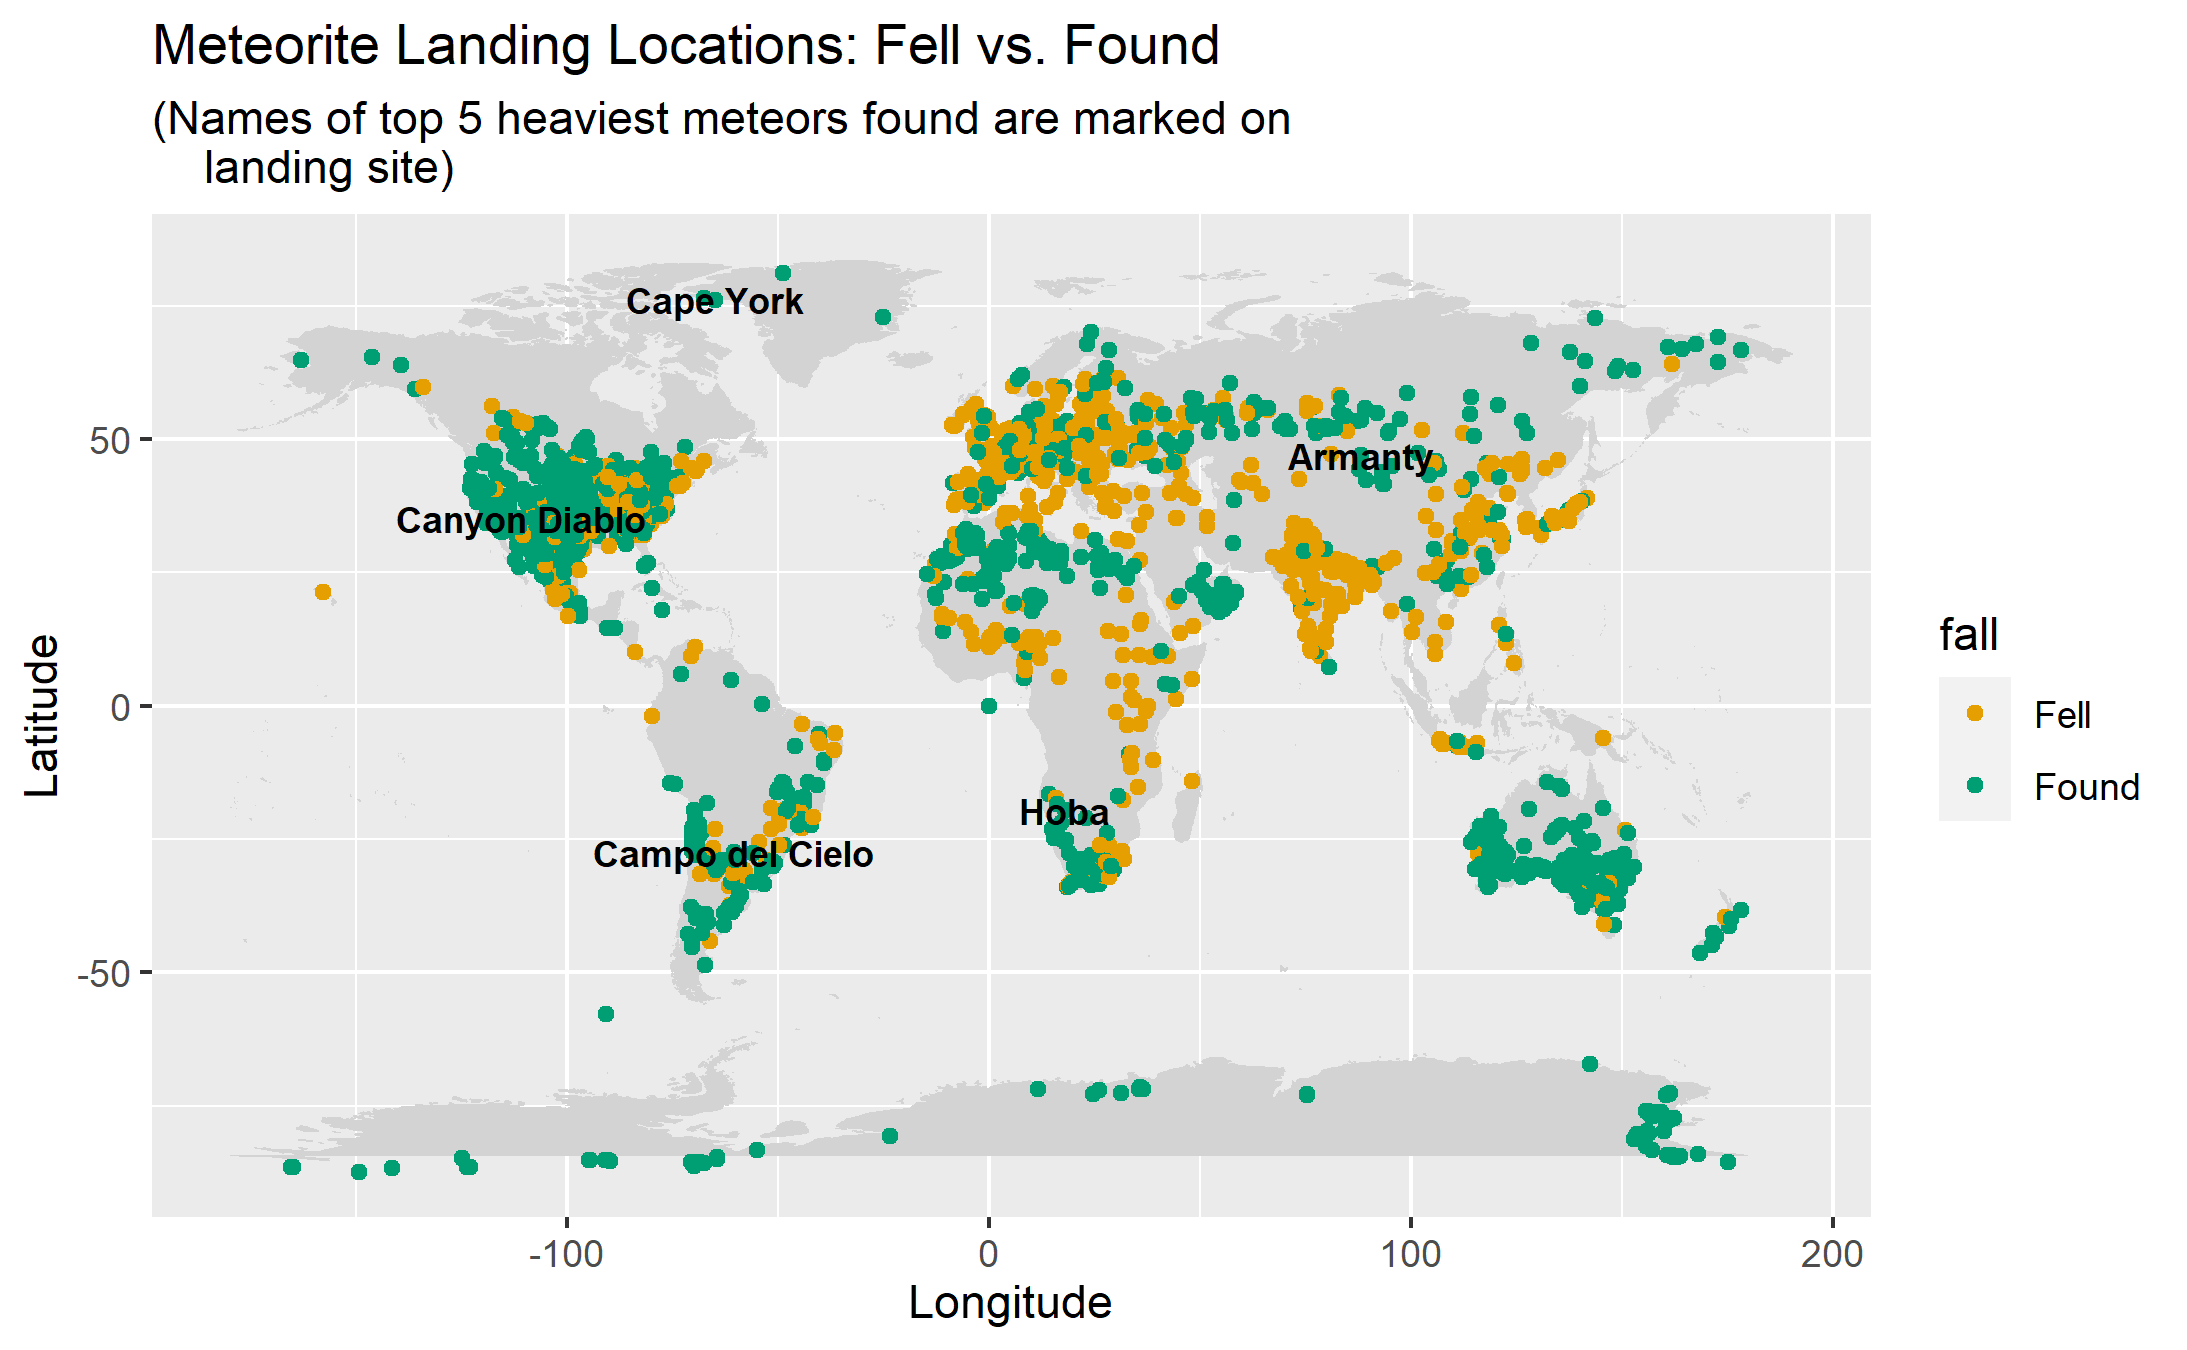 Meteorite Landing Locations: Fell vs. Found
(Names of top 5 heaviest meteors found are marked on
landing site)
Cape York
Armanty
Canyon Diablo
Hoba
Campo del Cielo
50
0
-50
Latitude
-100
0
100
200
Longitude
fall
Fell
Found